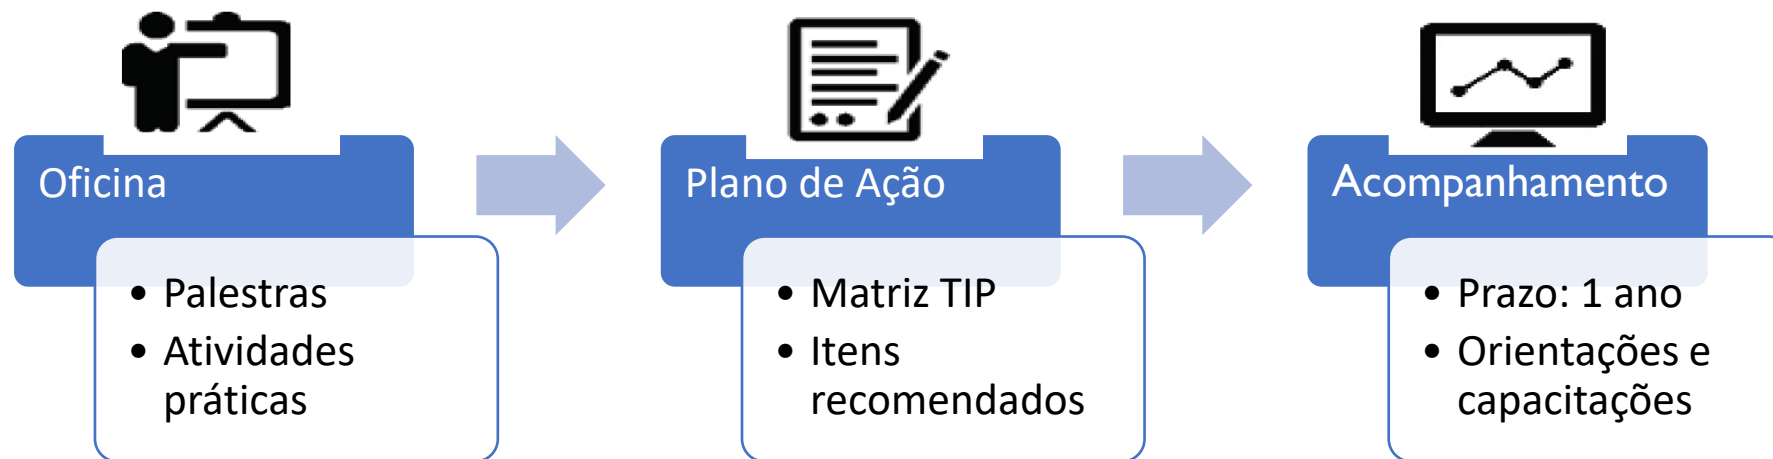 Oficina
• Palestras
• Atividades
práticas
Plano de Ação
• Matriz TIP
• Itens
recomendados
Acompanhamento
• Prazo: 1 ano
• Orientações e
capacitações